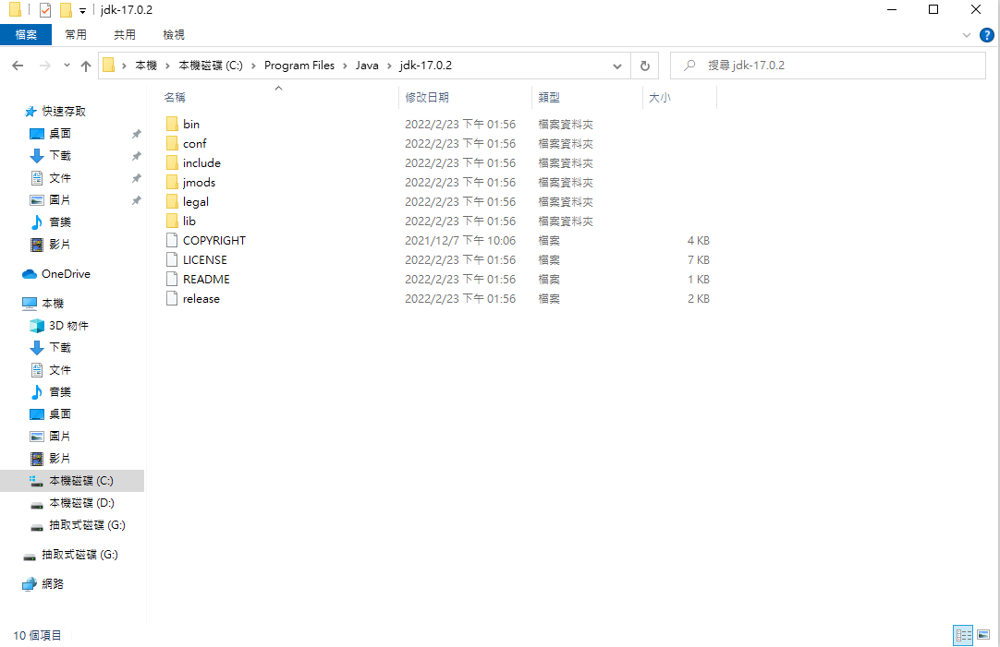 jdk-17.0.2
檔案 常用 共用 檢視
本機 本機磁碟 (C:) Program Files Java jdk-17.0.2 搜尋 jdk-17.0.2
名稱 修改日期 類型 大小
快速存取
桌面
下載
文件
圖片
音樂
影片
OneDrive
本機
3D 物件
下載
文件
音樂
桌面
圖片
影片
本機磁碟 (C:)
本機磁碟 (D:)
抽取式磁碟 (G:)
抽取式磁碟 (G:)
網路
bin 2022/2/23 下午 01:56 檔案資料夾
conf 2022/2/23 下午 01:56 檔案資料夾
include 2022/2/23 下午 01:56 檔案資料夾
jmods 2022/2/23 下午 01:56 檔案資料夾
legal 2022/2/23 下午 01:56 檔案資料夾
lib 2022/2/23 下午 01:56 檔案資料夾
COPYRIGHT 2021/12/7 下午 10:06 檔案 4 KB
LICENSE 2022/2/23 下午 01:56 檔案 7 KB
README 2022/2/23 下午 01:56 檔案 1 KB
release 2022/2/23 下午 01:56 檔案 2 KB
10 個項目